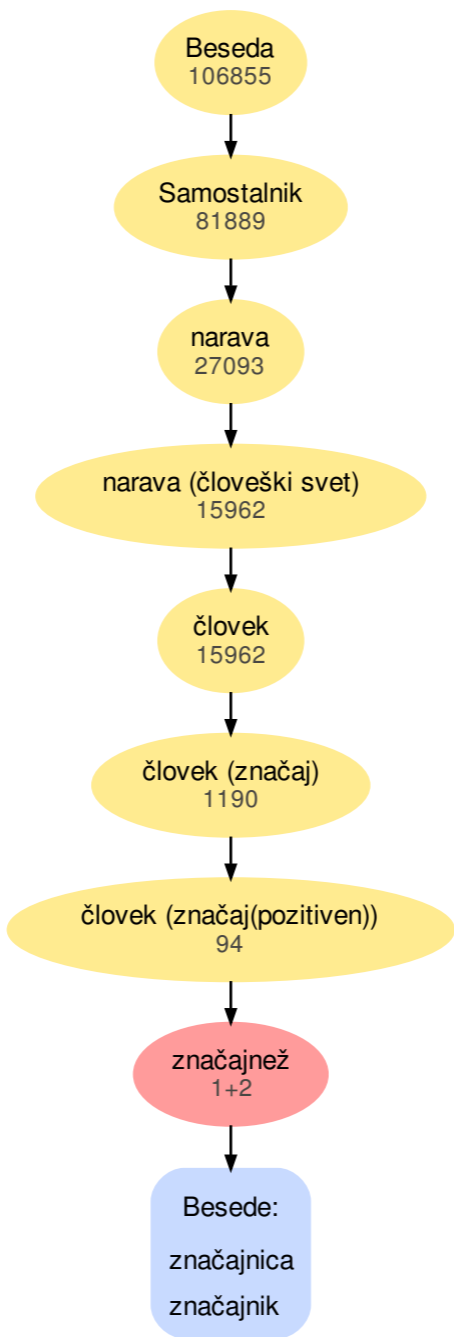 Beseda
106855
Samostalnik
81889
narava
27093
narava (človeški svet)
15962
človek
15962
človek (značaj)
1190
človek (značaj(pozitiven))
94
značajnež
1+2
Besede:
značajnica
značajnik